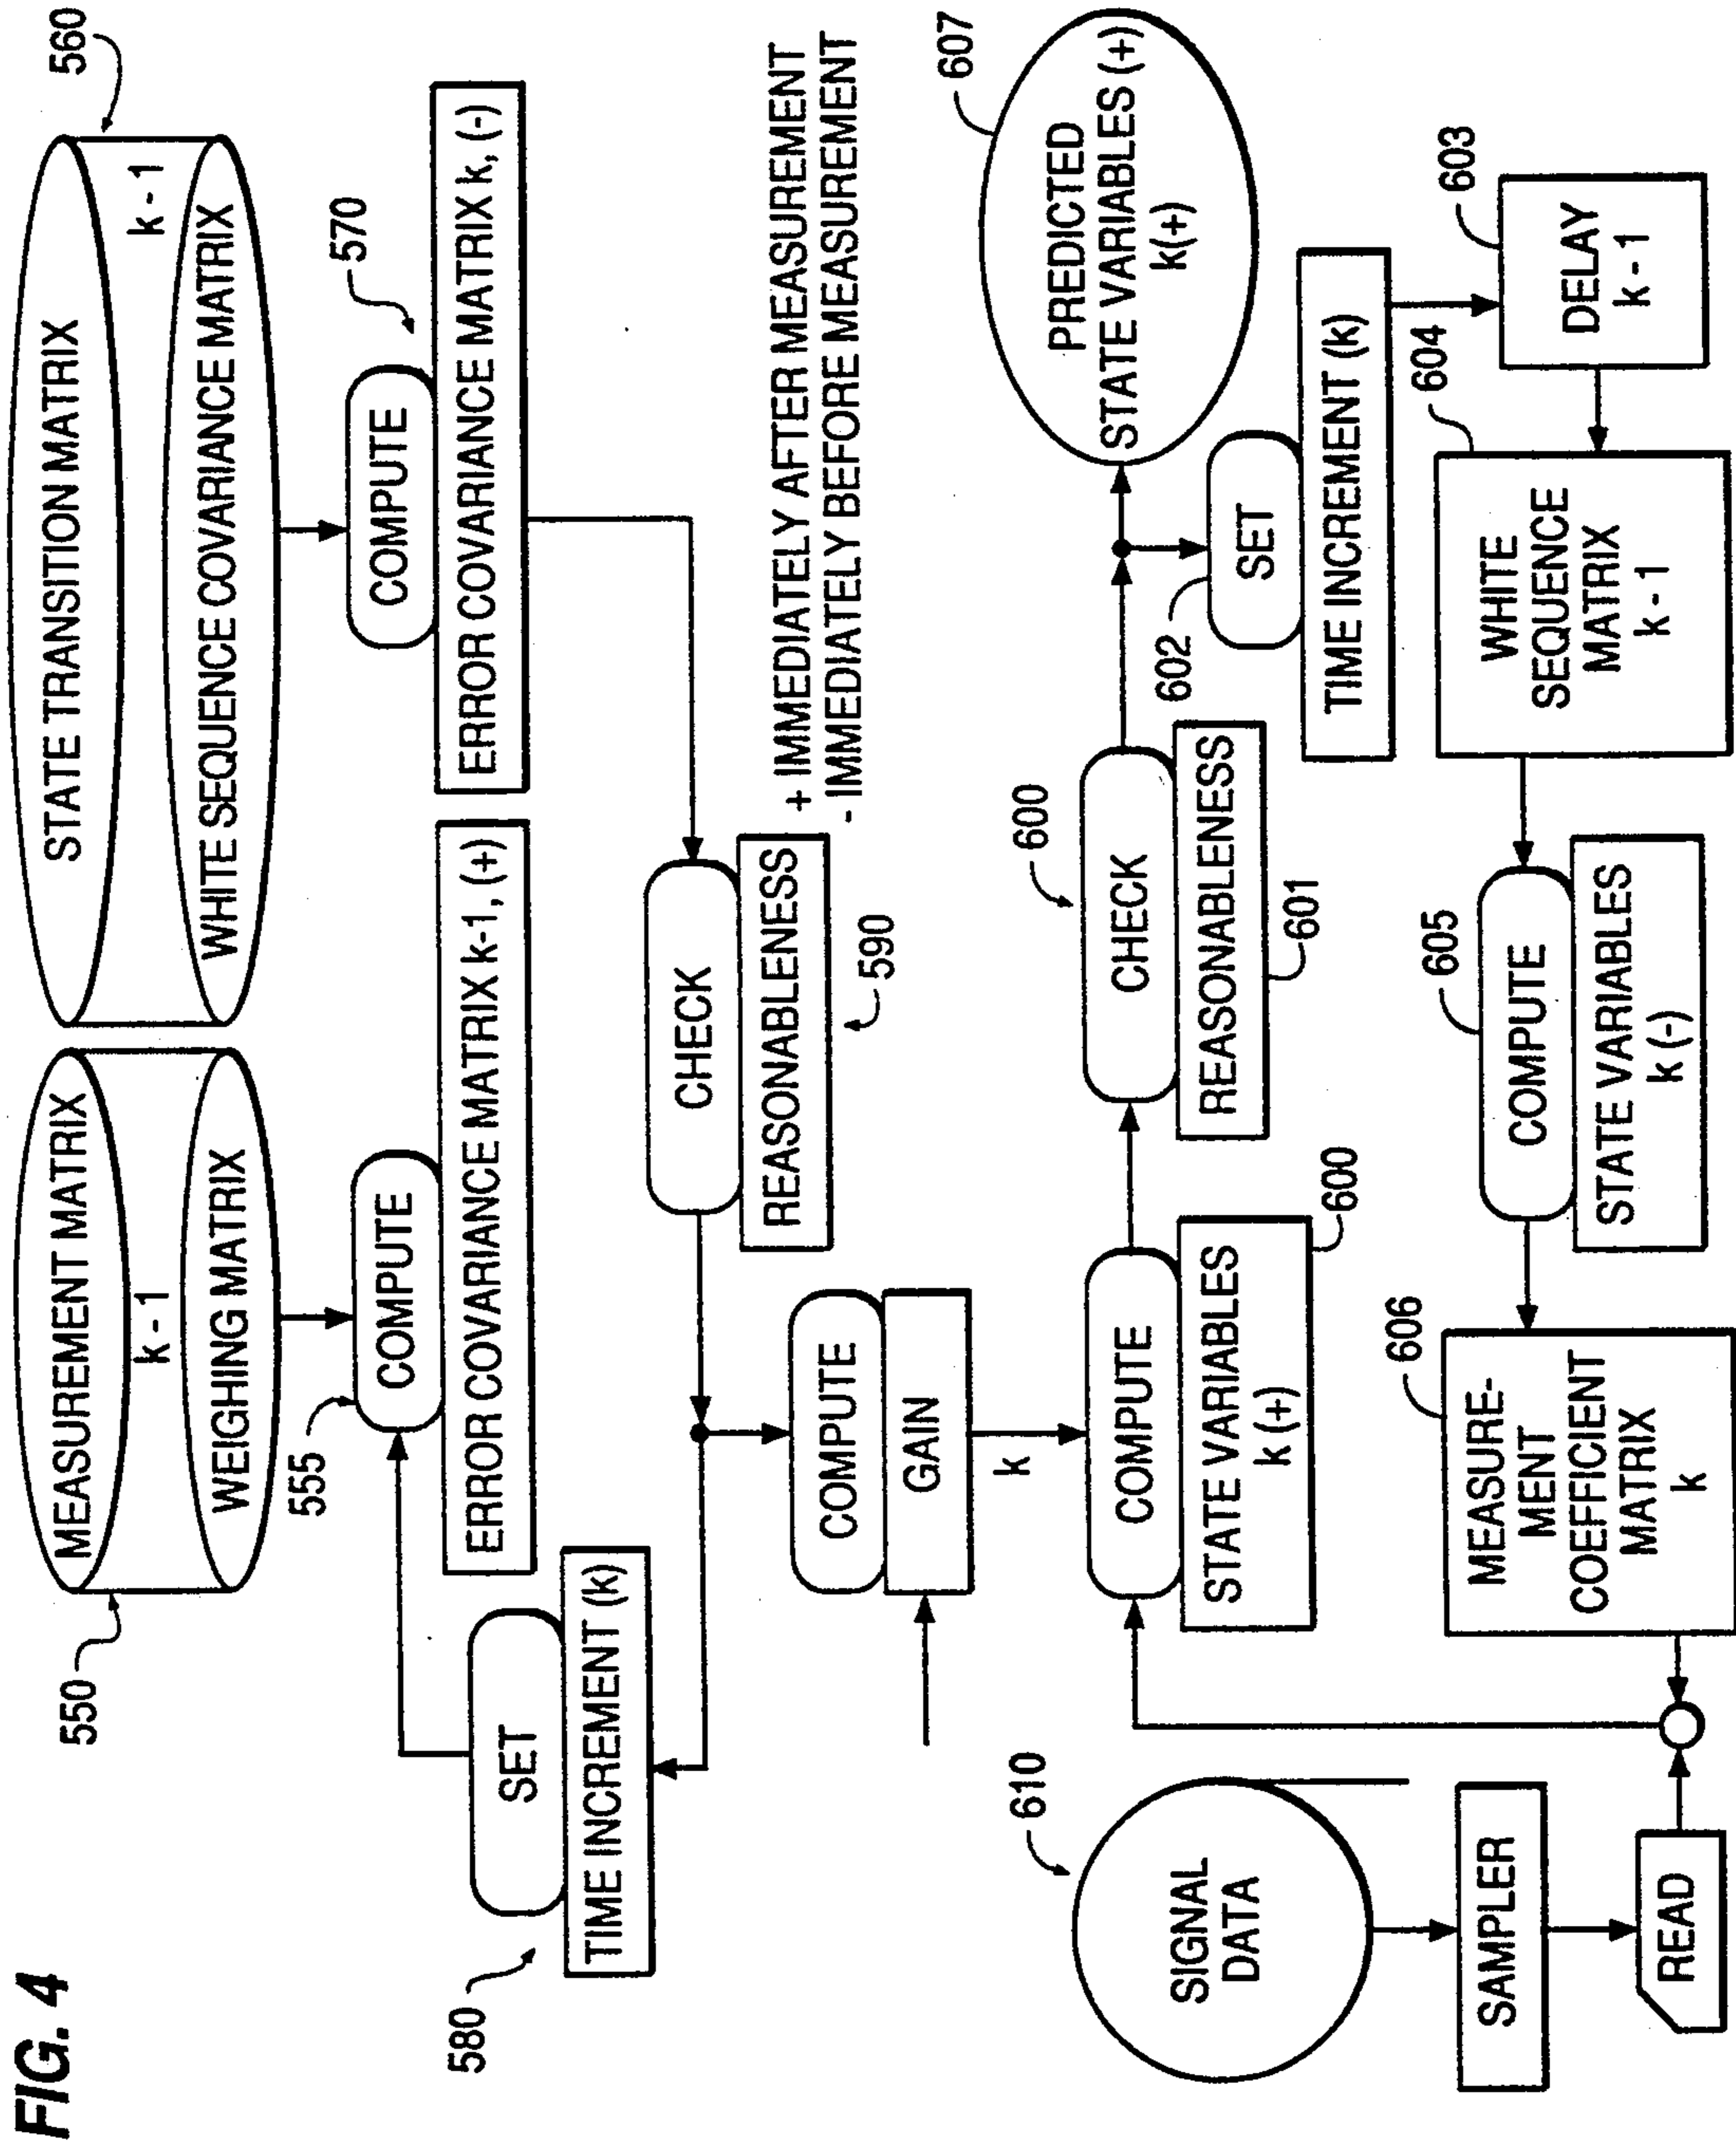 FIG. 4
550
MEASUREMENT MATRIX
k - 1
WEIGHING MATRIX
560
STATE TRANSITION MATRIX
k - 1
WHITE SEQUENCE COVARIANCE MATRIX
580
SET
TIME INCREMENT (k)
555
COMPUTE
ERROR COVARIANCE MATRIX k-1, (+)
570
COMPUTE
ERROR COVARIANCE MATRIX k, (-)
CHECK
REASONABLENESS
590
+ IMMEDIATELY AFTER MEASUREMENT
- IMMEDIATELY BEFORE MEASUREMENT
COMPUTE
GAIN
k
COMPUTE
STATE VARIABLES
k (+)
600
600
CHECK
REASONABLENESS
601
607
PREDICTED
STATE VARIABLES (+)
k(+)
602
SET
TIME INCREMENT (k)
603
DELAY
k - 1
604
WHITE
SEQUENCE
MATRIX
k - 1
605
COMPUTE
STATE VARIABLES
k (-)
606
MEASURE-
MENT
COEFFICIENT
MATRIX
k
610
SIGNAL
DATA
SAMPLER
READ